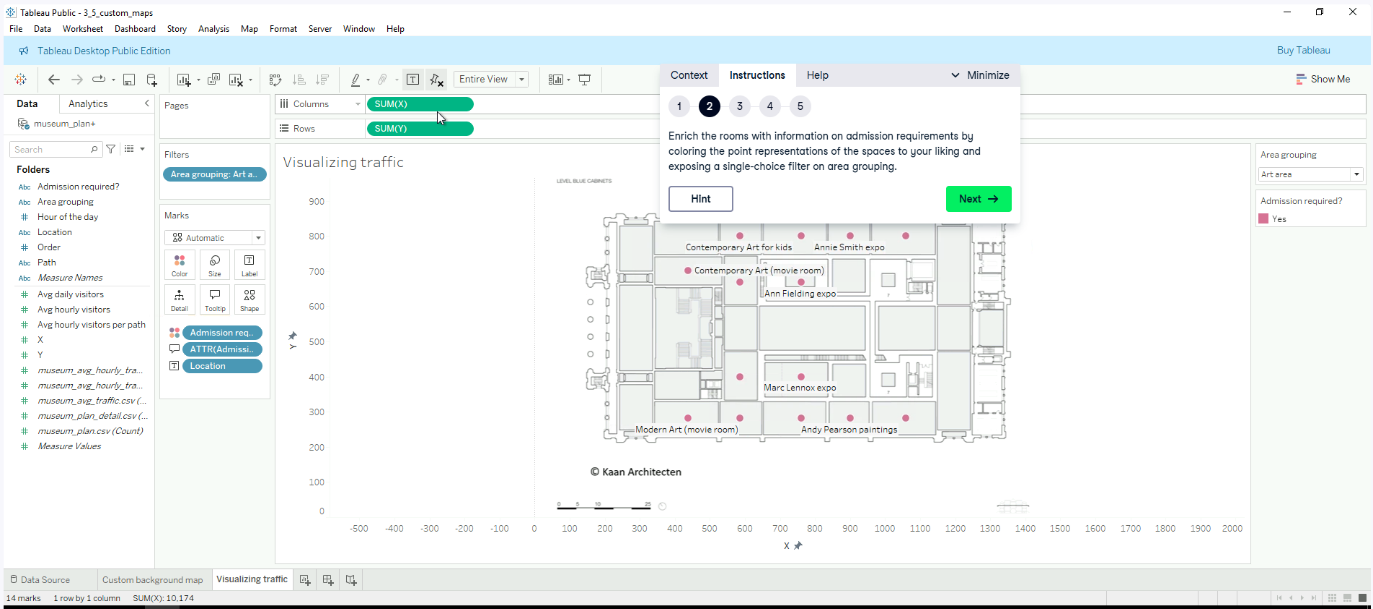 Tableau Public - 3_5_custom_maps
File Data Worksheet Dashboard Story Analysis Map Format Server Window Help
Tableau Desktop Public Edition
Buy Tableau
Entire View
Show Me
Data Analytics
museum_plan+
Search
Folders
Abc Admission required?
Abc Area grouping
# Hour of the day
Abc Location
# Order
Abc Path
Abc Measure Names
# Avg daily visitors
# Avg hourly visitors
# Avg hourly visitors per path
# X
# Y
# museum_avg_hourly_tra...
# museum_avg_hourly_tra...
# museum_avg_traffic.csv (...
# museum_plan_detail.csv (...
# museum_plan.csv (Count)
# Measure Values
Pages
Filters
Area grouping: Art a..
Marks
Automatic
Color Size Label
Detail Tooltip Shape
Admission req..
ATTR(Admissi..
Location
Columns SUM(X)
Rows SUM(Y)
Context Instructions Help Minimize
1 2 3 4 5
Enrich the rooms with information on admission requirements by
coloring the point representations of the spaces to your liking and
exposing a single-choice filter on area grouping.
Hint Next →
Visualizing traffic
LEVEL BLUE CABINETS
900
800
700
600
500
400
300
200
100
0
Y
Contemporary Art for kids Annie Smith expo
Contemporary Art (movie room)
Ann Fielding expo
Marc Lennox expo
Modern Art (movie room) Andy Pearson paintings
© Kaan Architecten
0 5 10 25
-500 -400 -300 -200 -100 0 100 200 300 400 500 600 700 800 900 1000 1100 1200 1300 1400 1500 1600 1700 1800 1900 2000
X
Area grouping
Art area
Admission required?
Yes
Data Source Custom background map Visualizing traffic
14 marks 1 row by 1 column SUM(X): 10,174